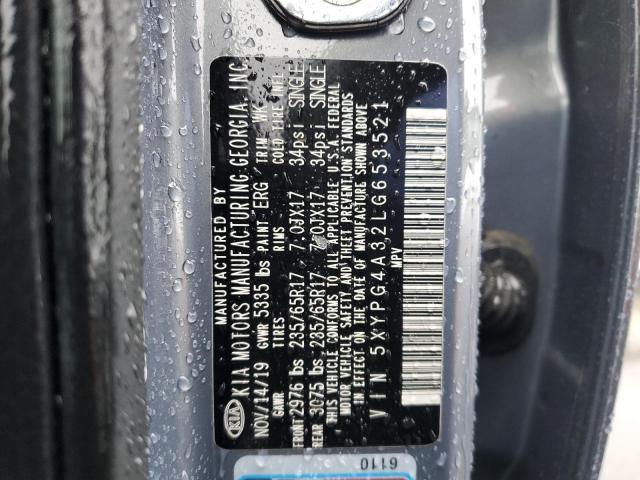 MANUFACTURED BY
KIA KIA MOTORS MANUFACTURING GEORGIA, INC.
NOV/14/19 GVWR 5335 lbs PAINT ERG TRIM WK
GAWR TIRES RIMS COLD TIRE
FRONT 2976 lbs 235/65R17 7.0JX17 34psi SINGLE
REAR 3075 lbs 235/65R17 7.0JX17 34psi SINGLE
THIS VEHICLE CONFORMS TO ALL APPLICABLE U.S.A. FEDERAL
MOTOR VEHICLE SAFETY AND THEFT PREVENTION STANDARDS
IN EFFECT ON THE DATE OF MANUFACTURE SHOWN ABOVE
VIN 5XYPG4A32LG653521
MPV
6110